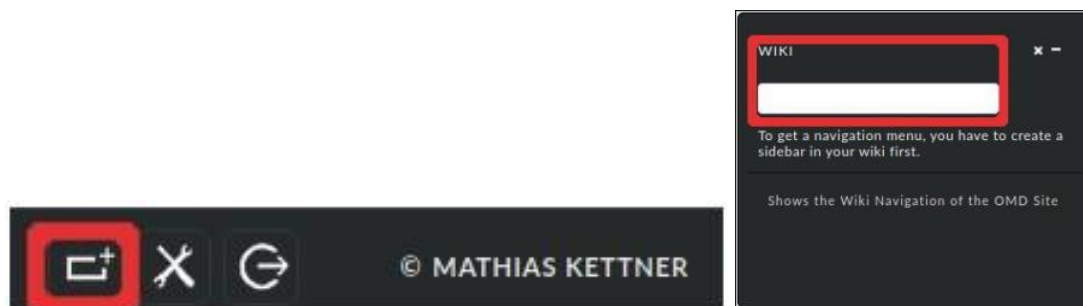 © MATHIAS KETTNER
WIKI
To get a navigation menu, you have to create a
sidebar in your wiki first.
Shows the Wiki Navigation of the OMD Site